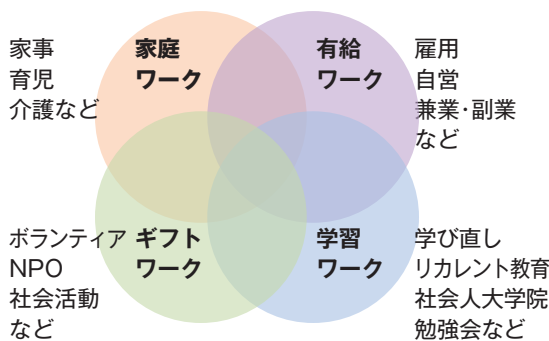 家事
育児
介護など
家庭
ワーク
有給
ワーク
雇用
自営
兼業・副業
など
ボランティア
NPO
社会活動
など
ギフト
ワーク
学習
ワーク
学び直し
リカレント教育
社会人大学院
勉強会など